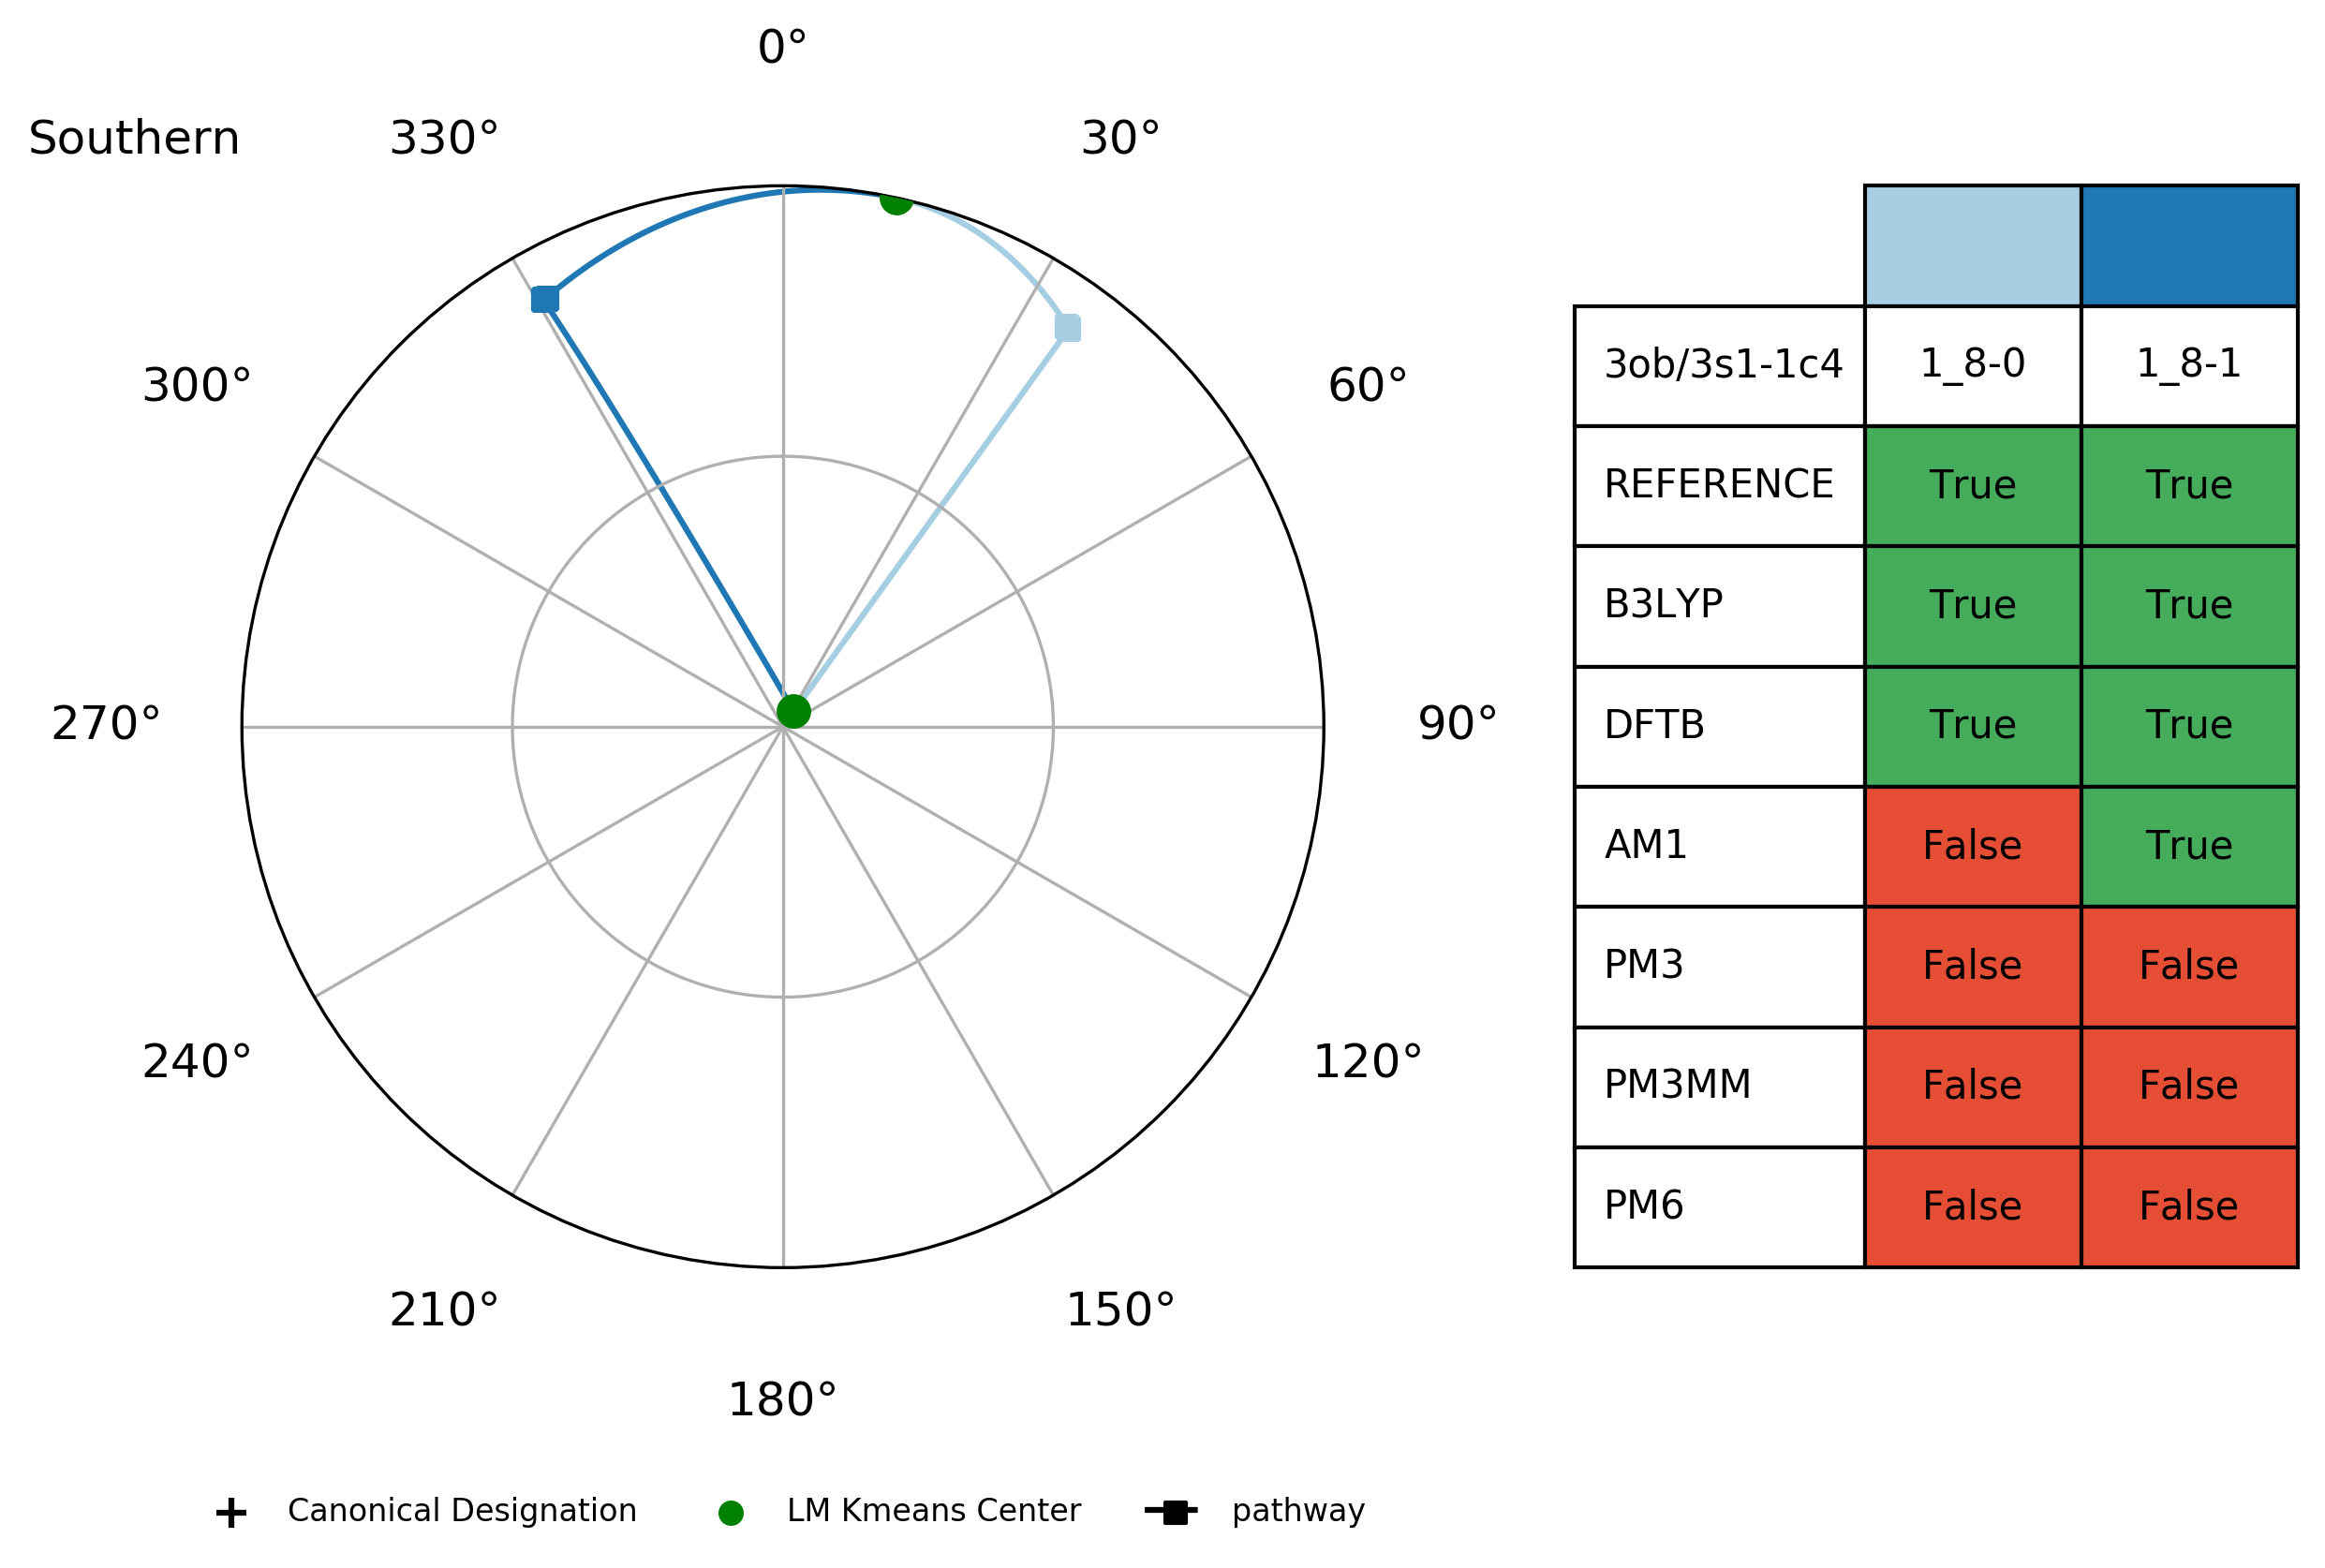 0°
Southern
330°
30°
300°
60°
270°
90°
240°
120°
210°
150°
180°
3ob/3s1-1c4 1_8-0 1_8-1
REFERENCE True True
B3LYP True True
DFTB True True
AM1 False True
PM3 False False
PM3MM False False
PM6 False False
Canonical Designation
LM Kmeans Center
pathway